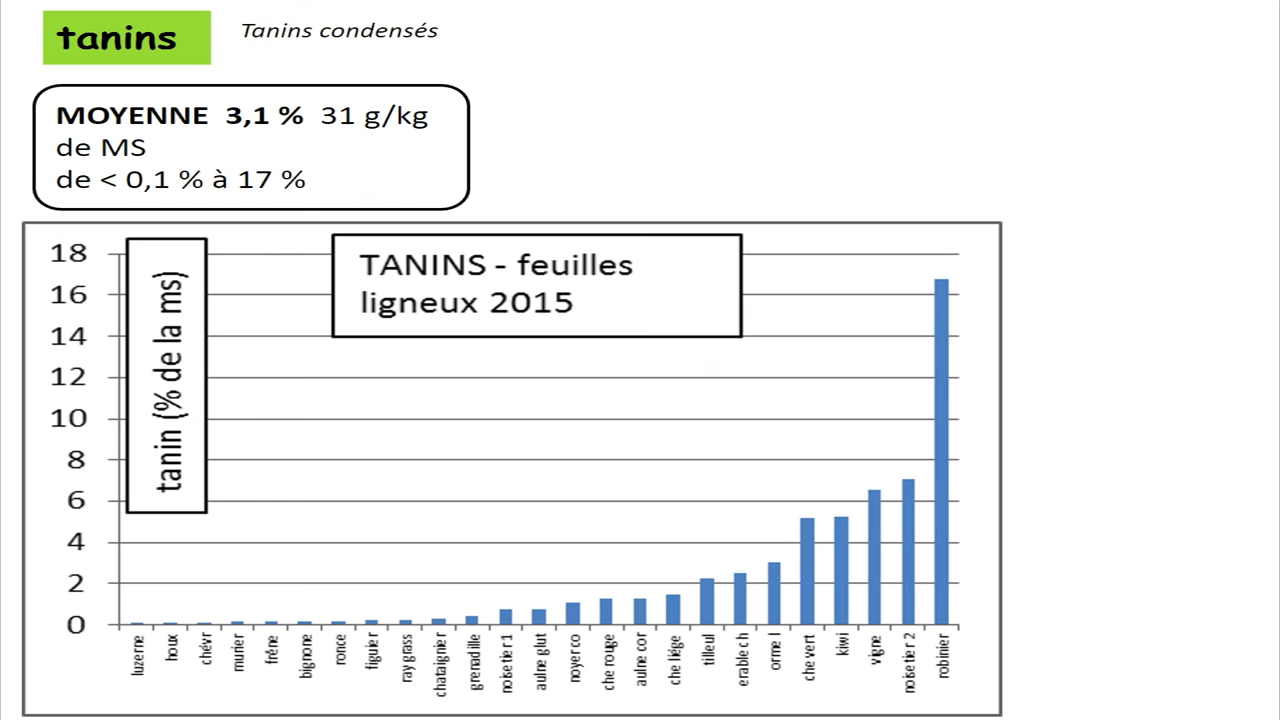 tanins
Tanins condensés
MOYENNE 3,1 % 31 g/kg
de MS
de < 0,1 % à 17 %
TANINS - feuilles
ligneux 2015
tanin (% de la ms)
18
16
14
12
10
8
6
4
2
0
luzerne
houx
chévr
murier
frêne
bignone
ronce
figuier
ray grass
chataignier
grenadille
noisetier 1
aulne glut
noyer co
che rouge
aulne cor
che liége
tilleul
erable ch
orme l
che vert
kiwi
vigne
noisetier 2
robinier